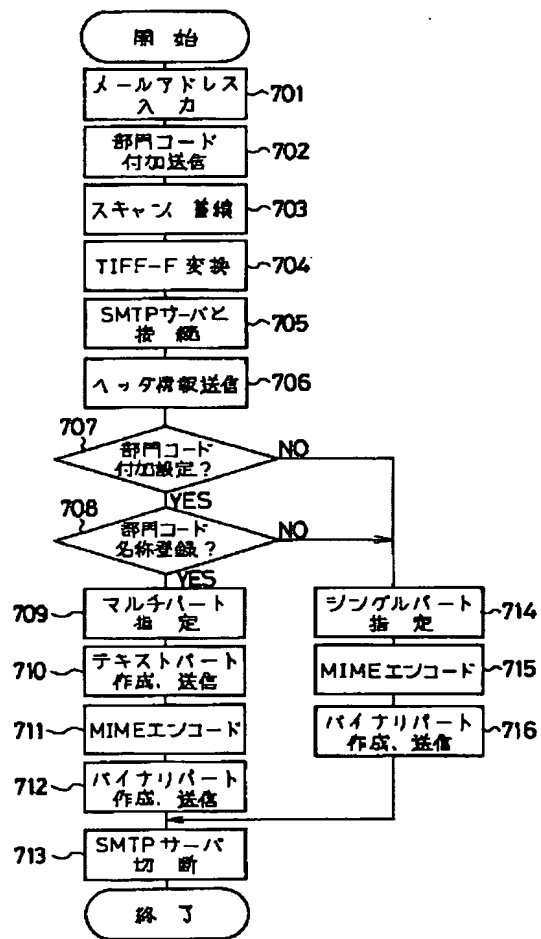 開始
メールアドレス
入力
701
部門コード
付加送信
702
スキャン 蓄積
703
TIFF-F 変換
704
SMTPサーバと
接続
705
ヘッダ情報送信
706
707
部門コード
付加設定?
NO
YES
708
部門コード
名称登録?
NO
YES
709
マルチパート
指定
710
テキストパート
作成、送信
711
MIMEエンコード
712
バイナリパート
作成、送信
713
SMTPサーバ
切断
終了
シングルパート
指定
714
MIMEエンコード
715
バイナリパート
作成、送信
716